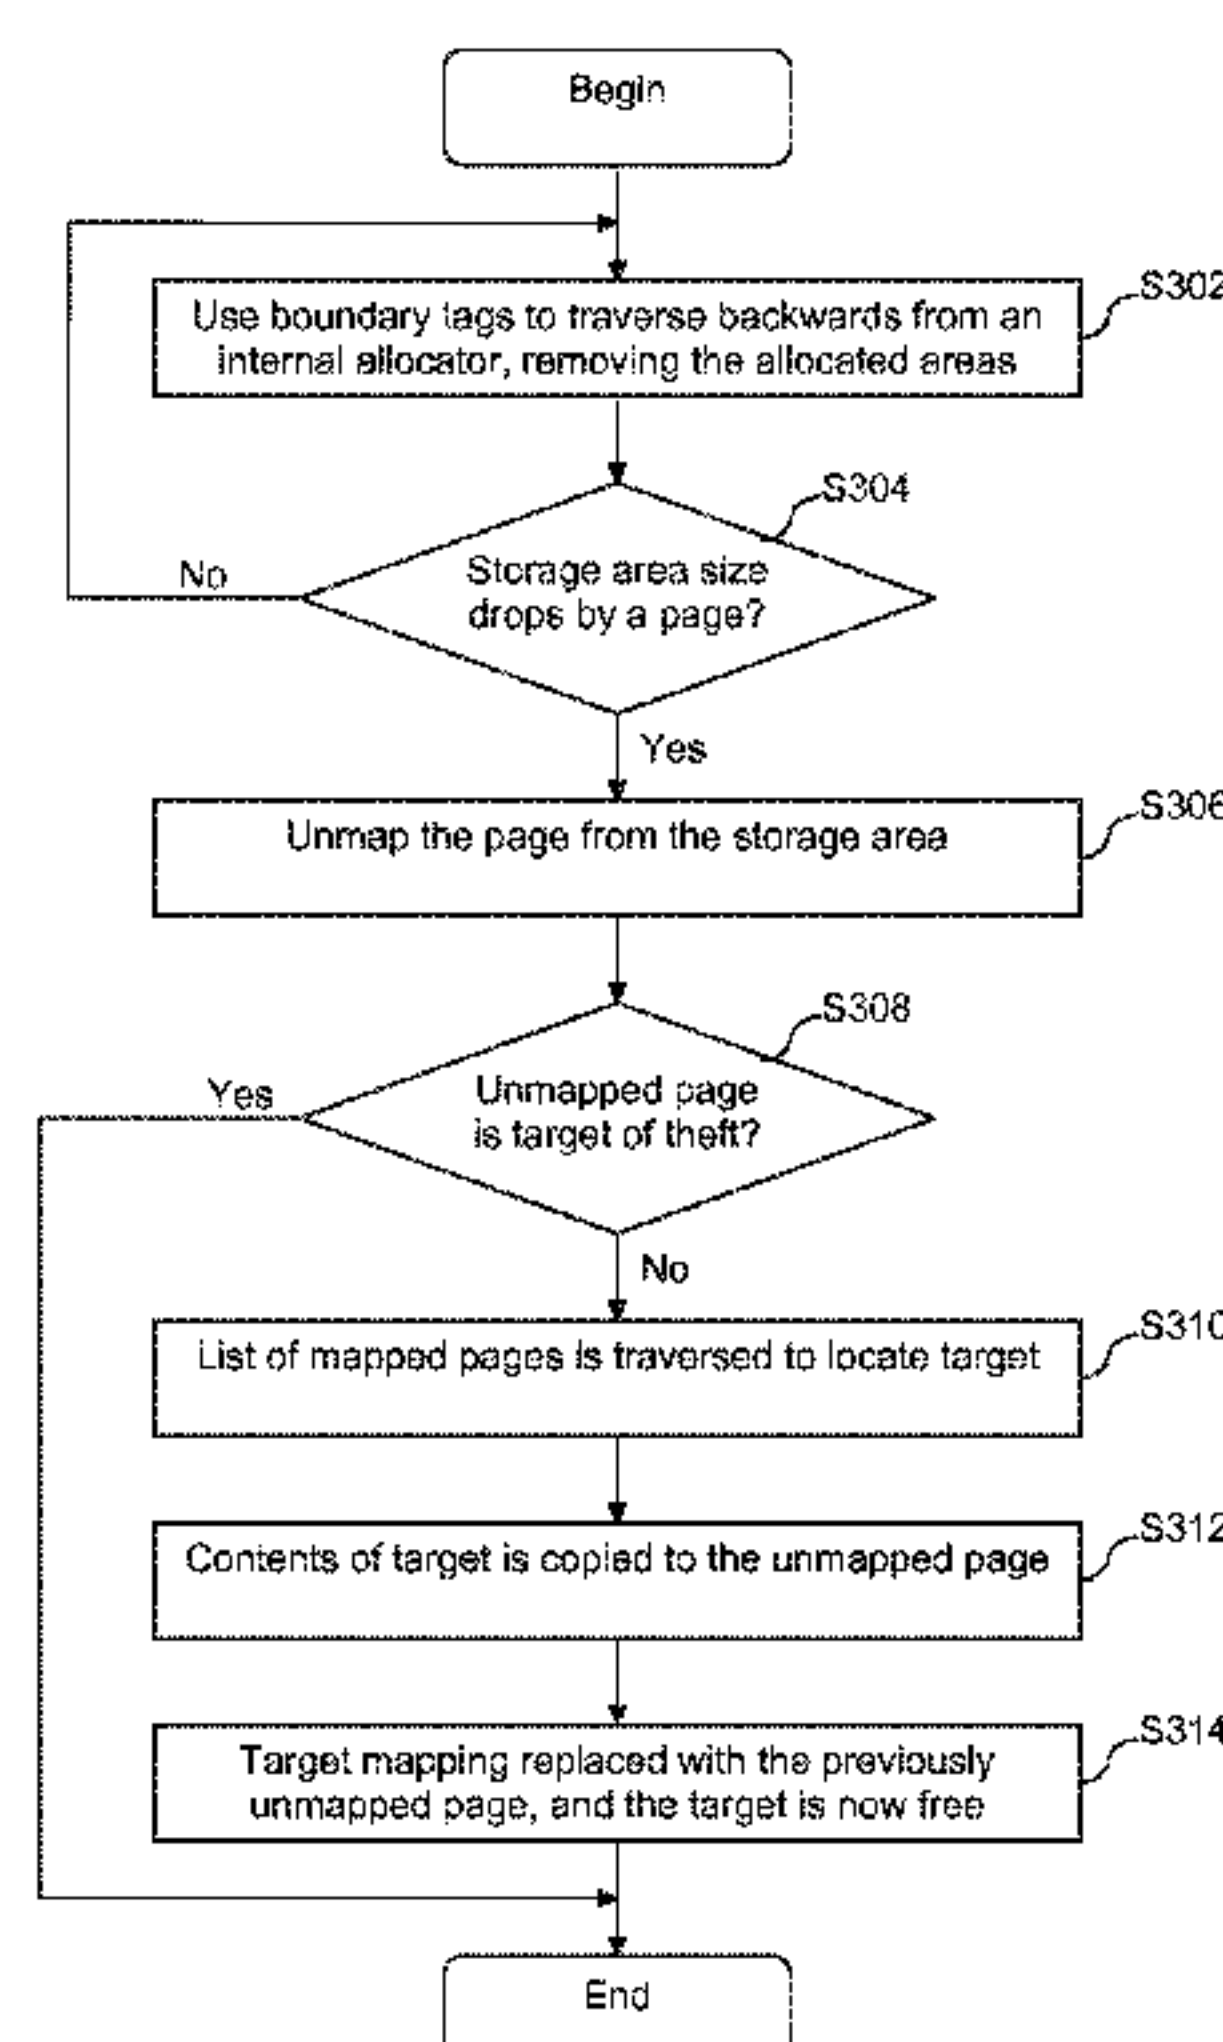 Begin
S302
Use boundary tags to traverse backwards from an
internal allocator, removing the allocated areas
S304
No
Storage area size
drops by a page?
Yes
S306
Unmap the page from the storage area
S308
Yes
Unmapped page
is target of theft?
No
S310
List of mapped pages is traversed to locate target
S312
Contents of target is copied to the unmapped page
S314
Target mapping replaced with the previously
unmapped page, and the target is now free
End